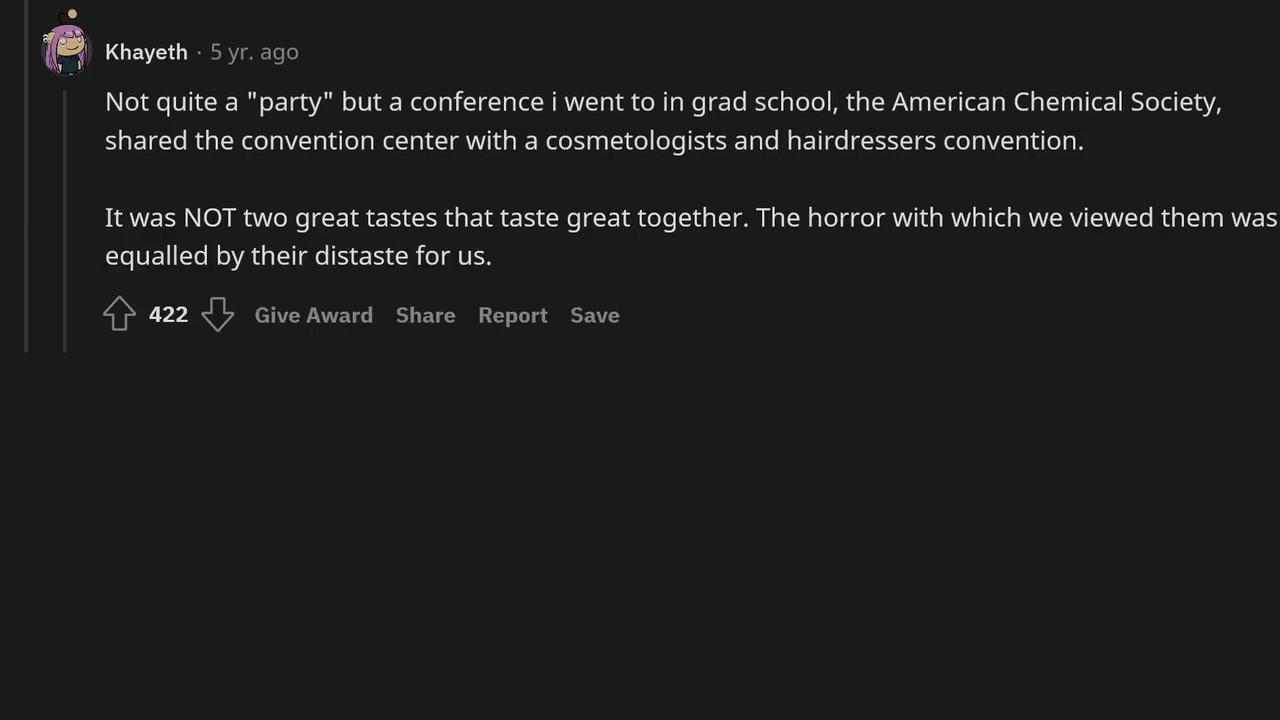 Khayeth · 5 yr. ago
Not quite a "party" but a conference i went to in grad school, the American Chemical Society,
shared the convention center with a cosmetologists and hairdressers convention.
It was NOT two great tastes that taste great together. The horror with which we viewed them was
equalled by their distaste for us.
422 Give Award Share Report Save